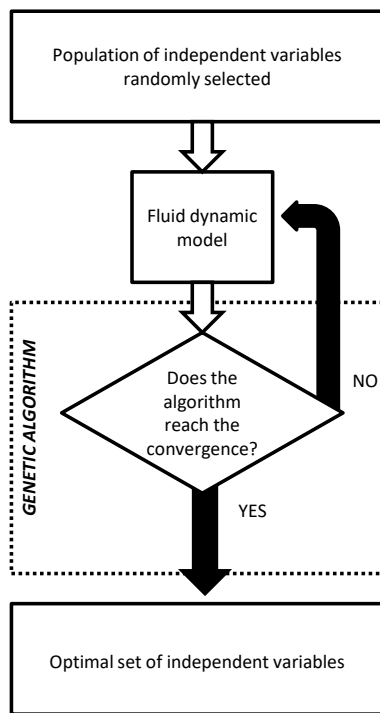 Population of independent variables
randomly selected
Fluid dynamic
model
Does the
algorithm
reach the
convergence?
NO
GENETIC ALGORITHM
YES
Optimal set of independent variables